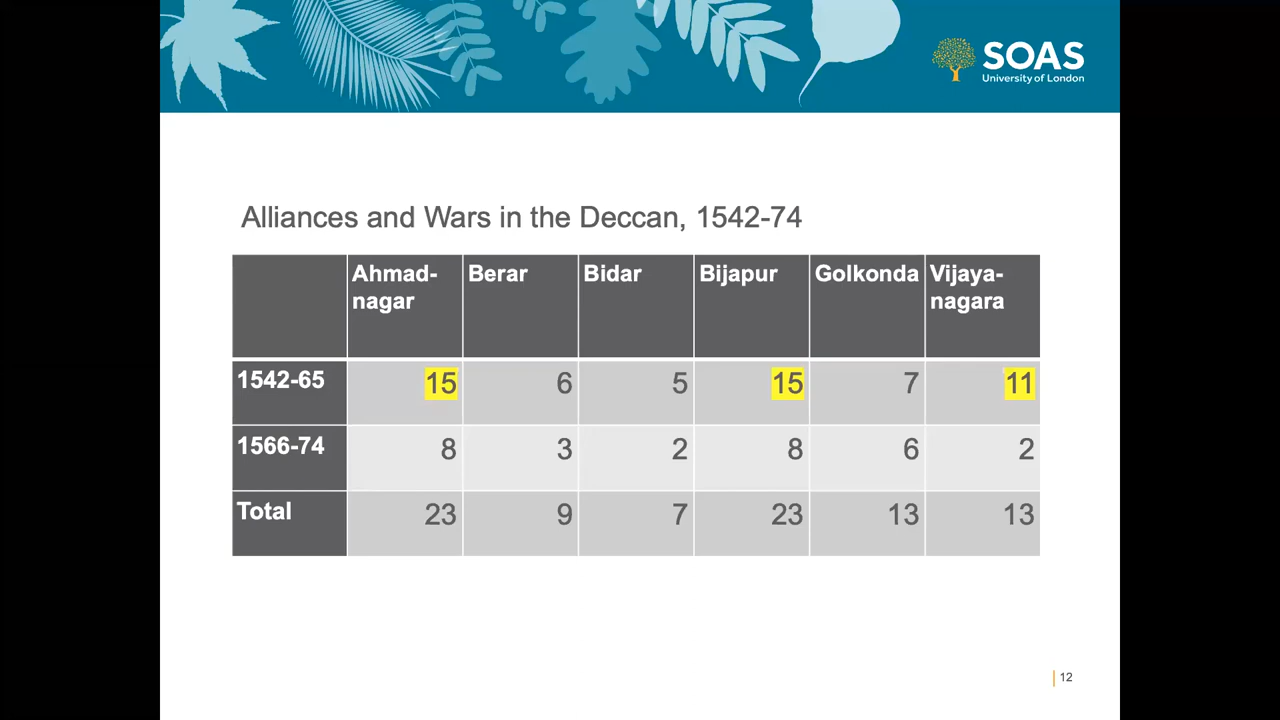 SOAS
University of London
Alliances and Wars in the Deccan, 1542-74
Ahmad-
nagar
Berar
Bidar
Bijapur
Golkonda
Vijaya-
nagara
1542-65 15 6 5 15 7 11
1566-74 8 3 2 8 6 2
Total 23 9 7 23 13 13
12